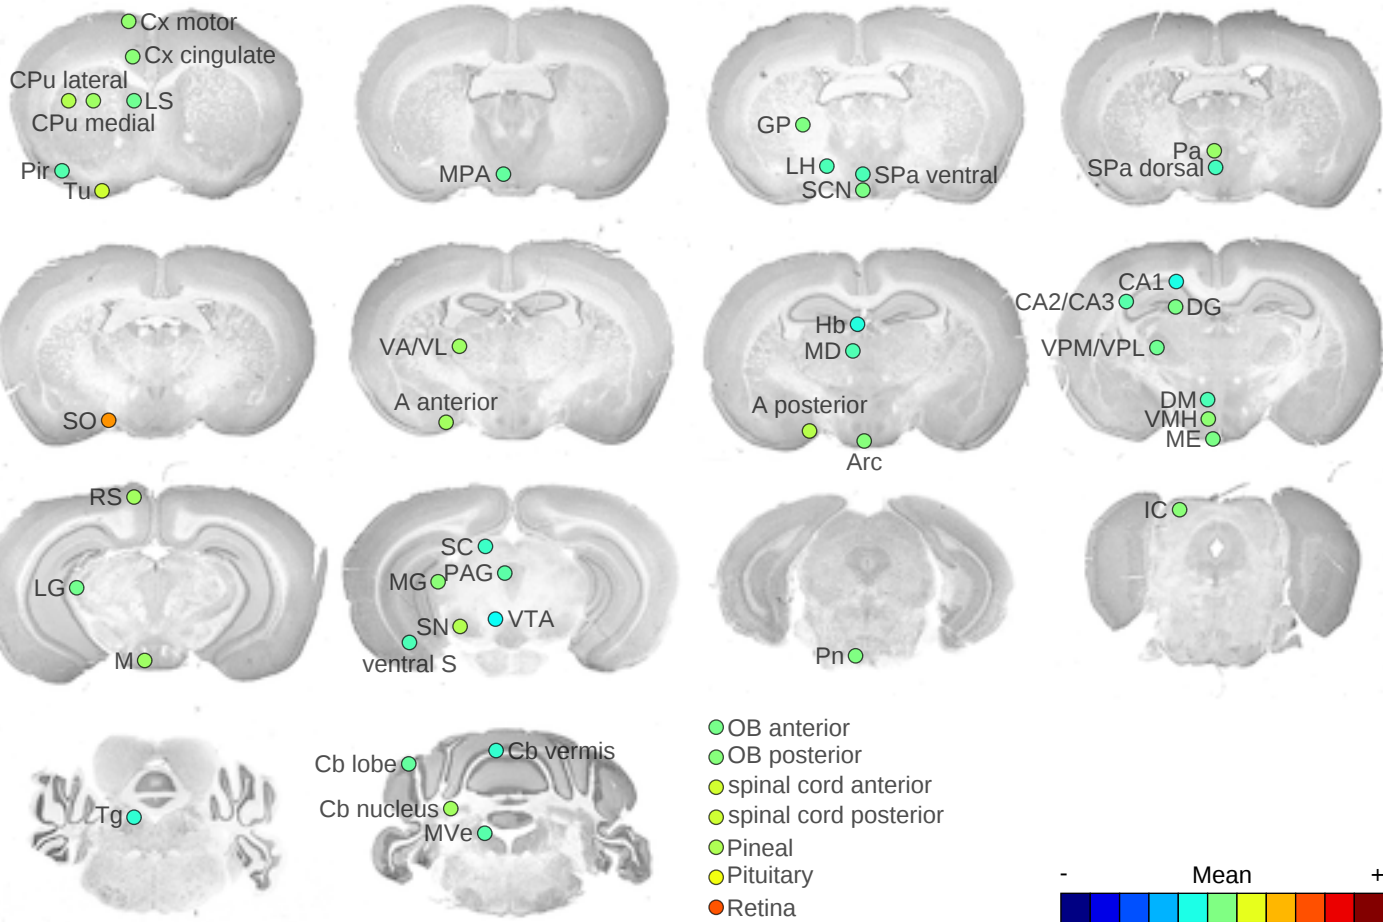 Cx motor
Cx cingulate
CPu lateral
LS
CPu medial
Pir
Tu
MPA
GP
LH
SPa ventral
SCN
Pa
SPa dorsal
SO
VA/VL
A anterior
Hb
MD
A posterior
Arc
CA1
CA2/CA3
DG
VPM/VPL
DM
VMH
ME
RS
LG
M
SC
PAG
MG
VTA
SN
ventral S
Pn
IC
Tg
Cb vermis
Cb lobe
Cb nucleus
MVe
OB anterior
OB posterior
spinal cord anterior
spinal cord posterior
Pineal
Pituitary
Retina
- Mean +